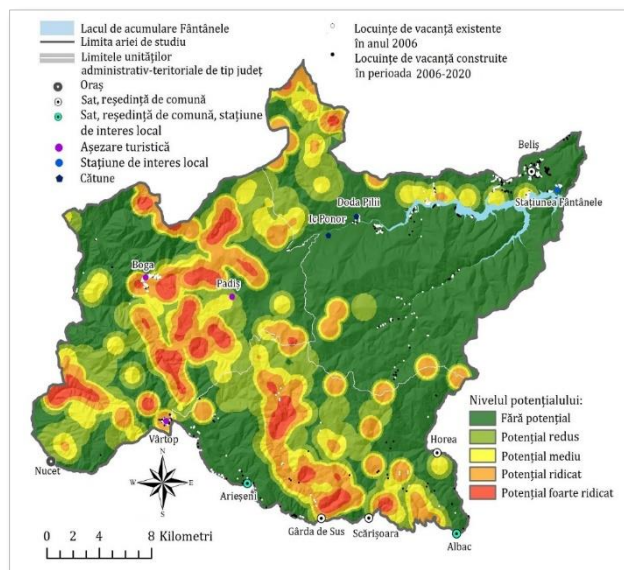 Lacul de acumulare Fântânele
Limita ariei de studiu
Limitele unităților
administrativ-teritoriale de tip județ
Oraș
Sat, reședință de comună
Sat, reședință de comună, stațiune
de interes local
Așezare turistică
Stațiune de interes local
Cătune
Locuințe de vacanță existente
în anul 2006
Locuințe de vacanță construite
în perioada 2006-2020
Beliș
Stațiunea Fântânele
Doda Pilii
Ic Ponor
Boga
Padiș
Vârtop
Nucet
N
W E
S
Arieșeni
Gârda de Sus
Scărișoara
Horea
Albac
Nivelul potențialului:
Fără potențial
Potențial redus
Potențial mediu
Potențial ridicat
Potențial foarte ridicat
0 2 4 8 Kilometri